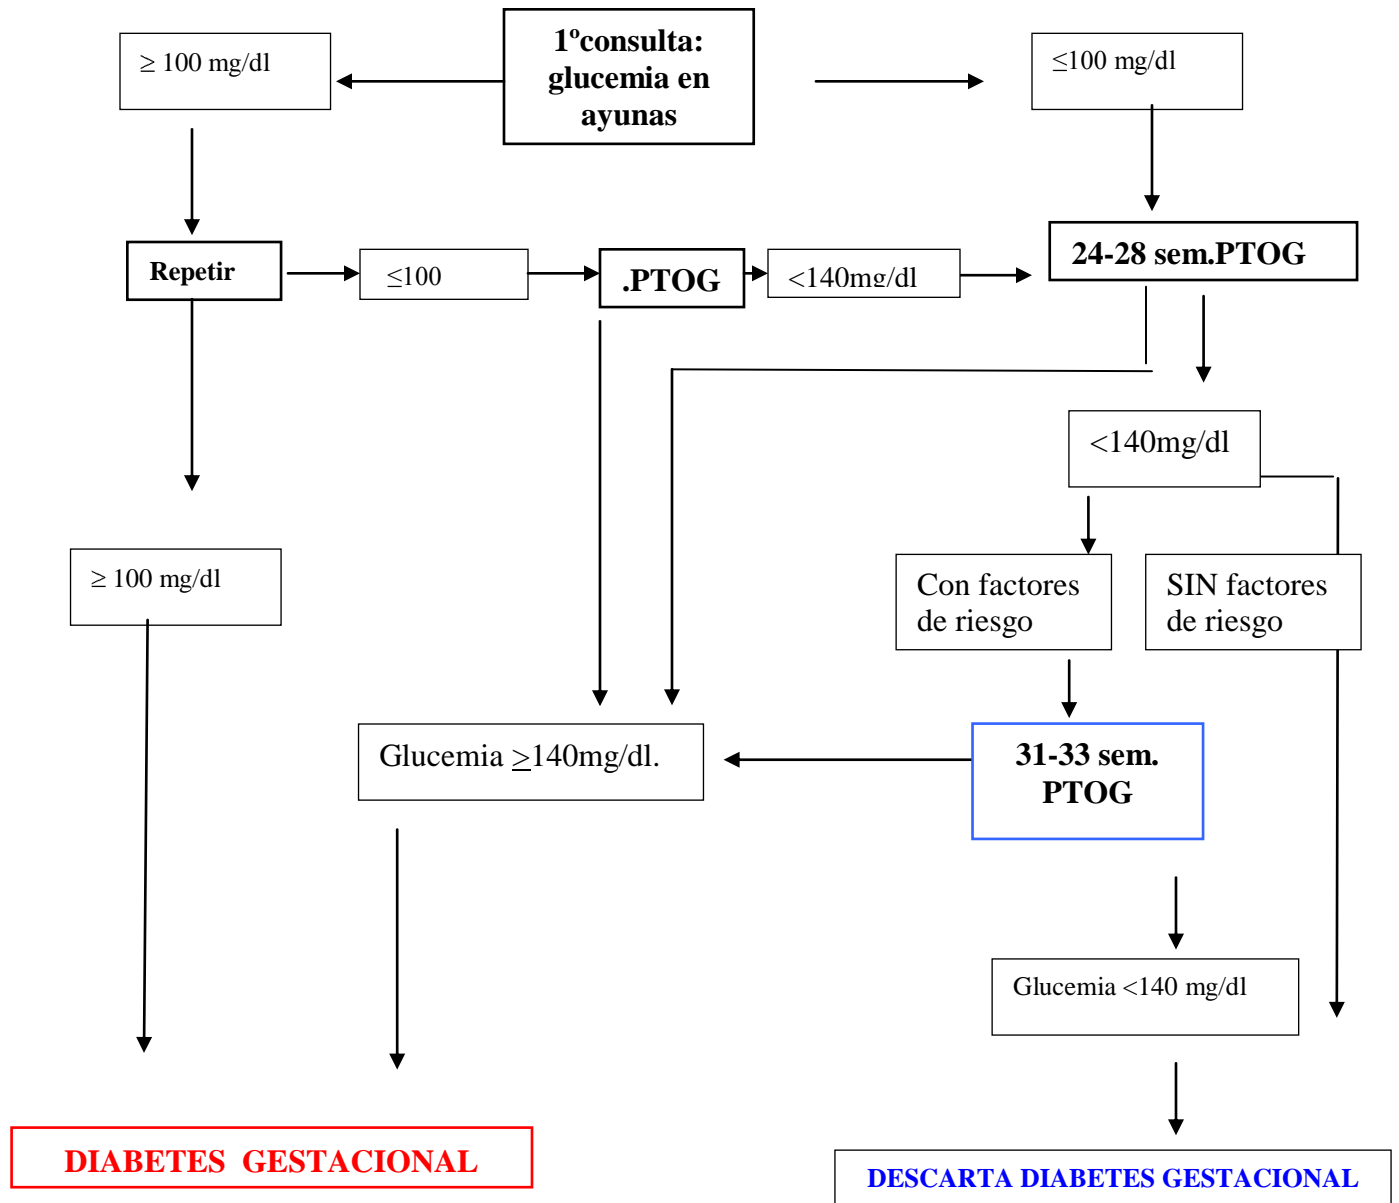 ≥ 100 mg/dl
1ºconsulta:
glucemia en
ayunas
≤100 mg/dl
Repetir
≤100
.PTOG
<140mg/dl
24-28 sem.PTOG
<140mg/dl
≥ 100 mg/dl
Con factores
de riesgo
SIN factores
de riesgo
Glucemia ≥140mg/dl.
31-33 sem.
PTOG
Glucemia <140 mg/dl
DIABETES GESTACIONAL
DESCARTA DIABETES GESTACIONAL